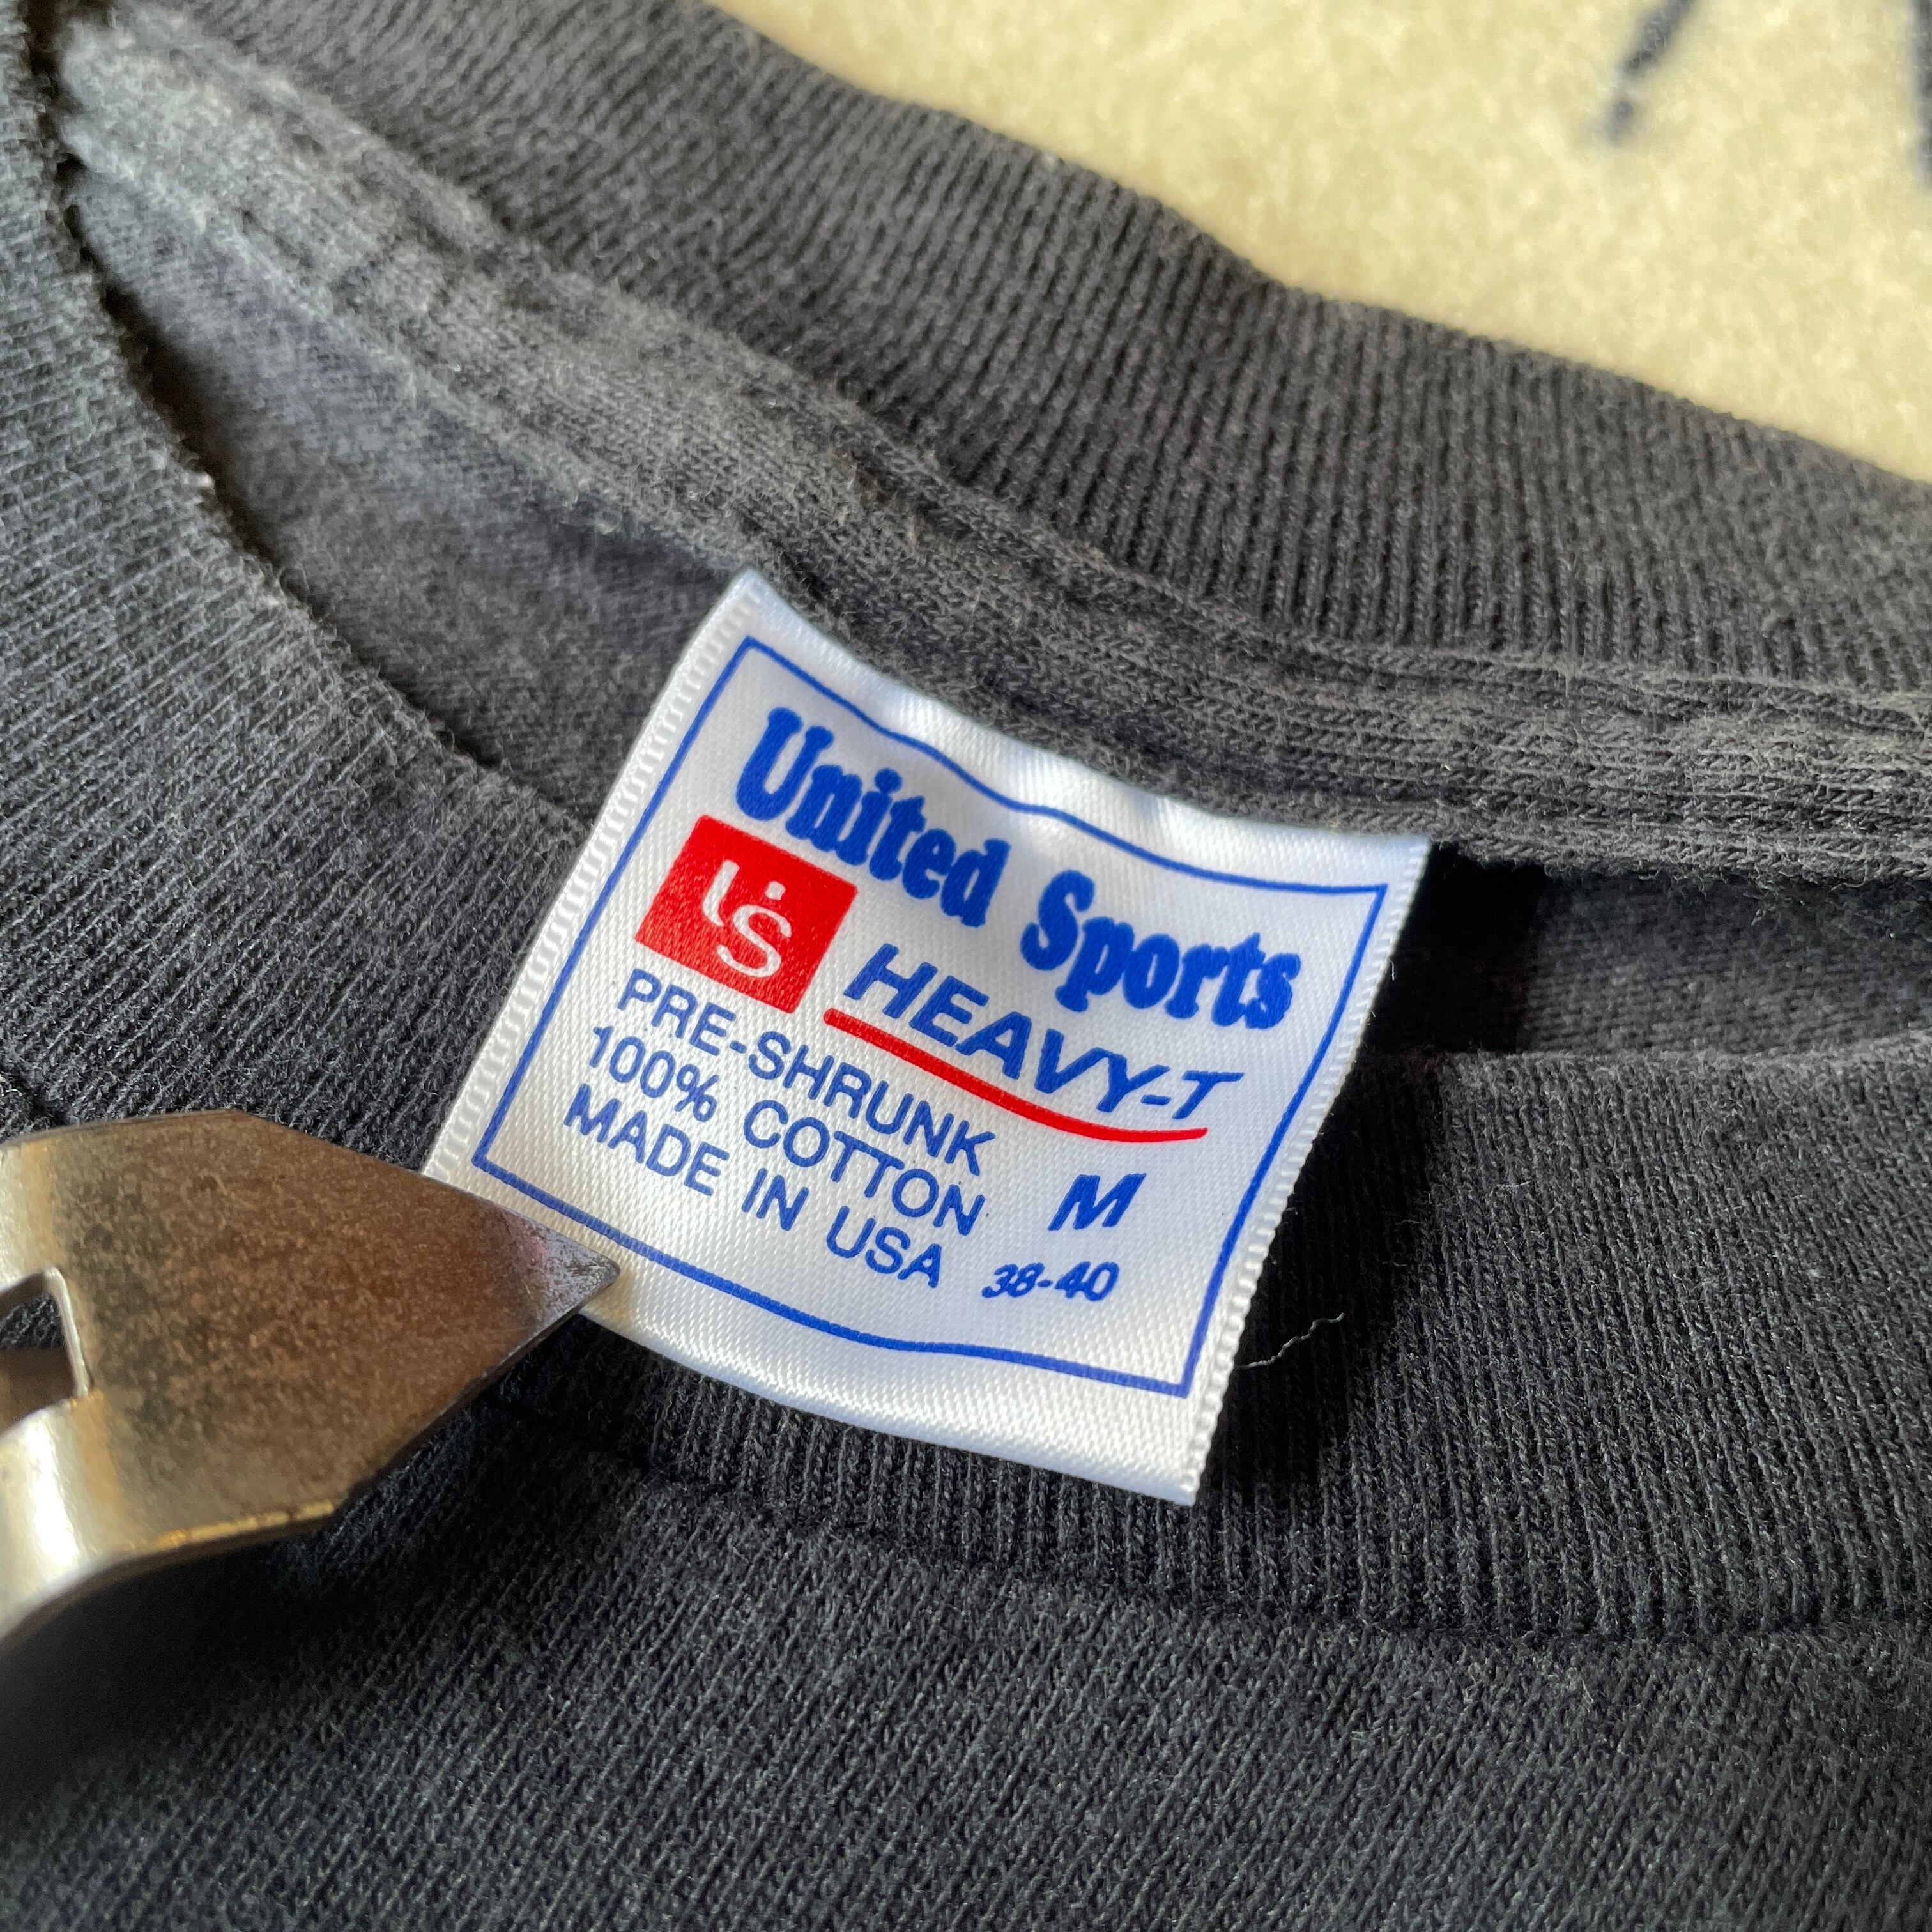 United Sports
US
HEAVY-T
PRE-SHRUNK
100% COTTON
MADE IN USA
M
38-40